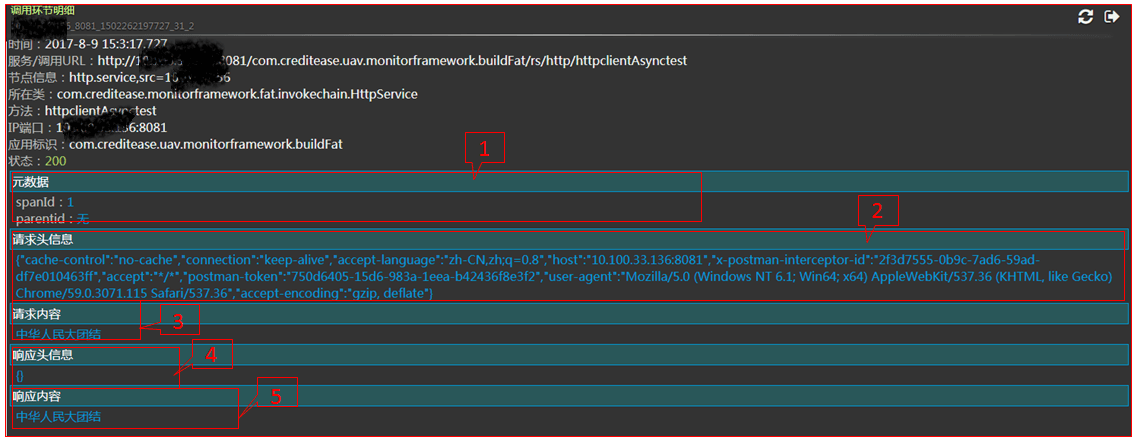 调用环节明细
_8081_1502262197727_31_2
时间：2017-8-9 15:3:17.727
服务/调用URL：http://10 3081/com.creditease.uav.monitorframework.buildFat/rs/http/httpclientAsynctest
节点信息：http.service,src=1 6
所在类：com.creditease.monitorframework.fat.invokechain.HttpService
方法：httpclientAsynctest
IP端口：10 .136:8081
应用标识：com.creditease.uav.monitorframework.buildFat
状态：200
1
元数据
spanId：1
parentid：无
2
请求头信息
{"cache-control":"no-cache","connection":"keep-alive","accept-language":"zh-CN,zh;q=0.8","host":"10.100.33.136:8081","x-postman-interceptor-id":"2f3d7555-0b9c-7ad6-59ad-
df7e010463ff","accept":"*/*","postman-token":"750d6405-15d6-983a-1eea-b42436f8e3f2","user-agent":"Mozilla/5.0 (Windows NT 6.1; Win64; x64) AppleWebKit/537.36 (KHTML, like Gecko)
Chrome/59.0.3071.115 Safari/537.36","accept-encoding":"gzip, deflate"}
请求内容
3
中华人民大团结
响应头信息
4
{}
响应内容
5
中华人民大团结